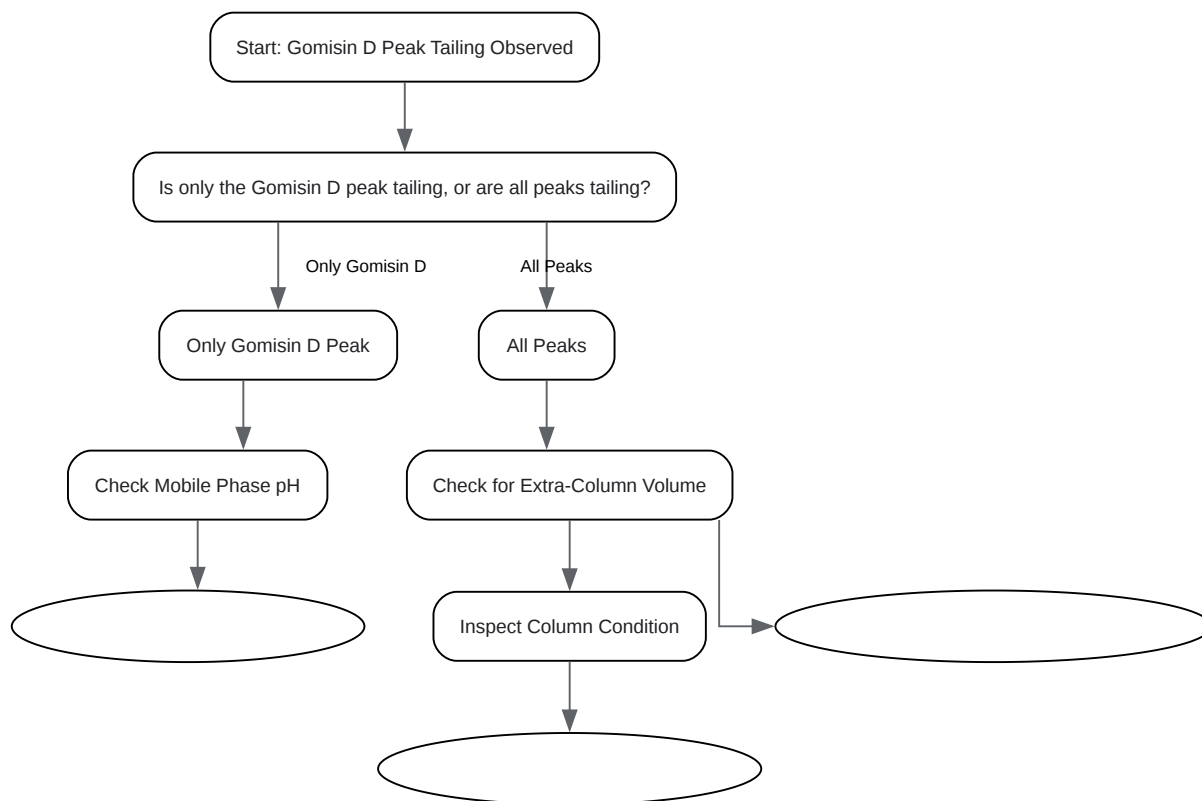 Start: Gomisin D Peak Tailing Observed
Is only the Gomisin D peak tailing, or are all peaks tailing?
Only Gomisin D
All Peaks
Only Gomisin D Peak
All Peaks
Check Mobile Phase pH
Check for Extra-Column Volume
Inspect Column Condition